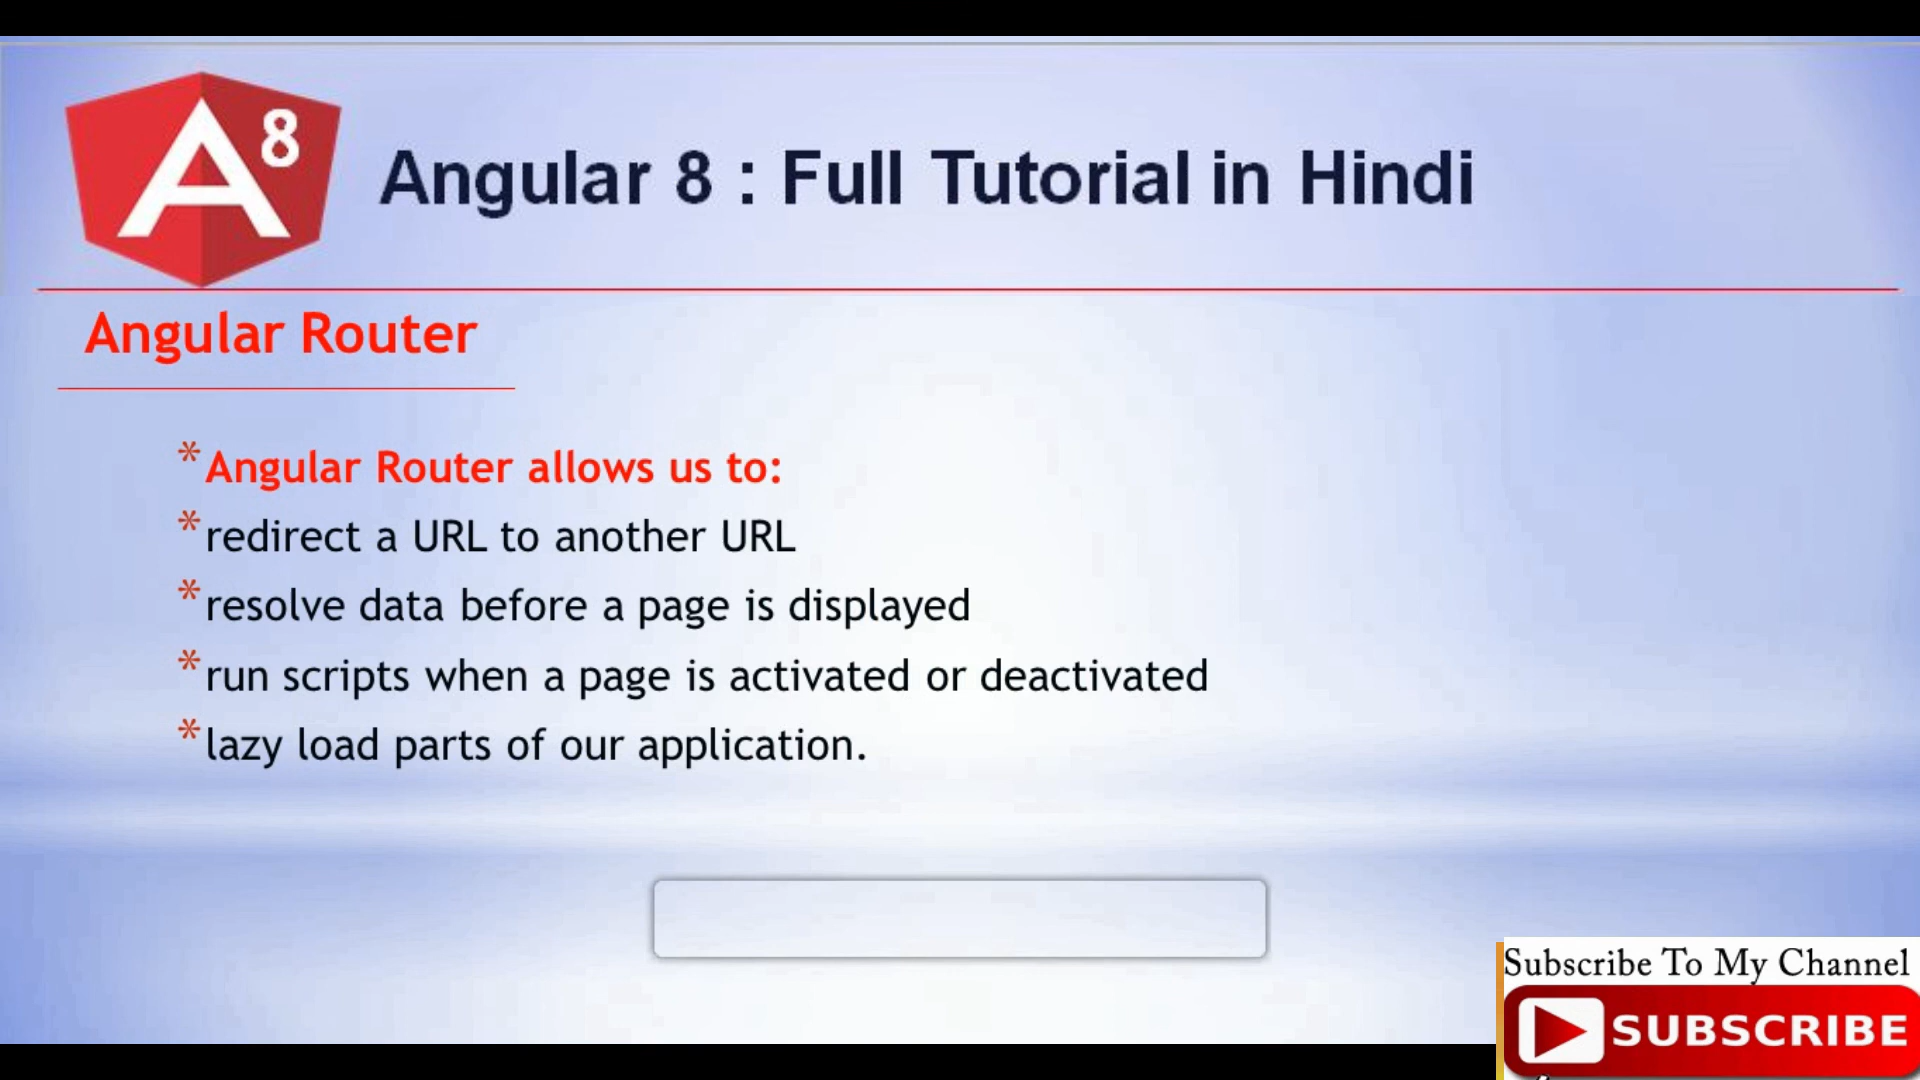 A8
Angular 8 : Full Tutorial in Hindi
Angular Router
*Angular Router allows us to:
*redirect a URL to another URL
*resolve data before a page is displayed
*run scripts when a page is activated or deactivated
*lazy load parts of our application.
Subscribe To My Channel
SUBSCRIBE